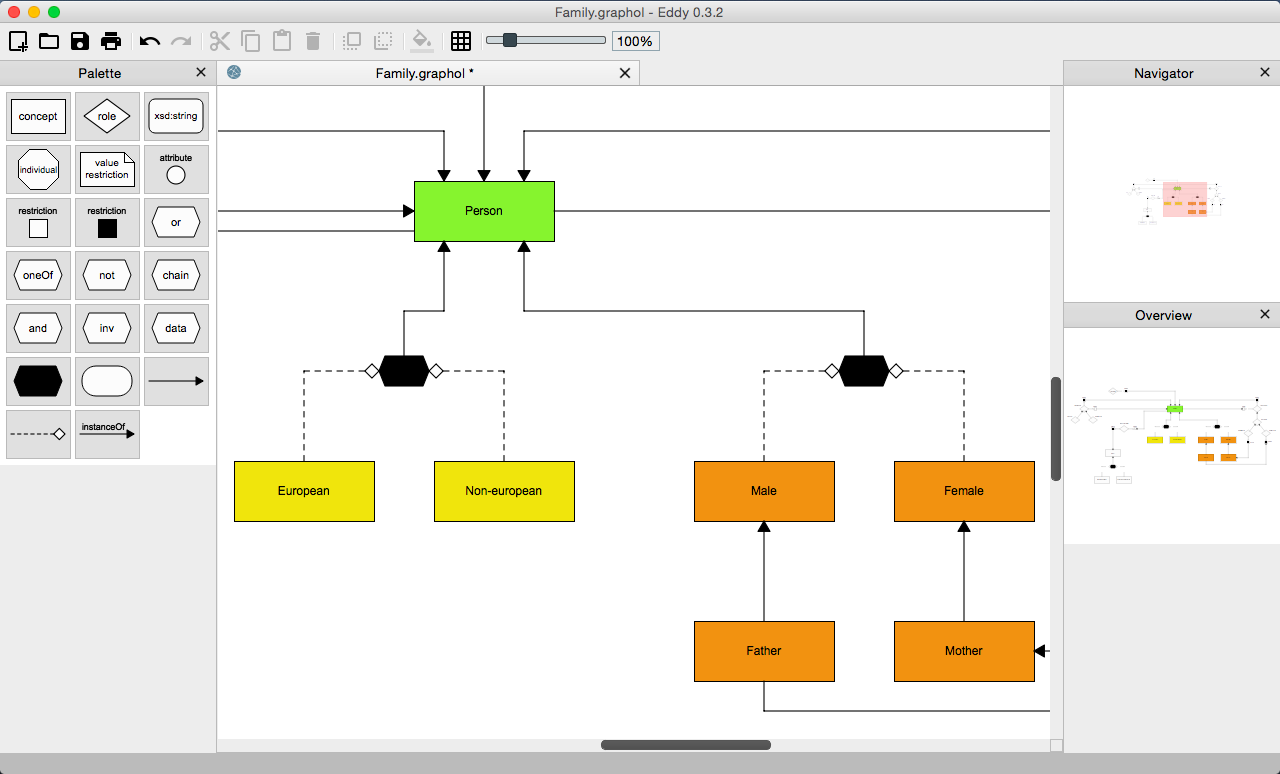 Family.graphol - Eddy 0.3.2
100%
Palette
Family.graphol *
Navigator
concept
role
xsd:string
individual
value
restriction
attribute
restriction
restriction
or
oneOf
not
chain
and
inv
data
instanceOf
Person
European
Non-european
Male
Female
Father
Mother
Overview